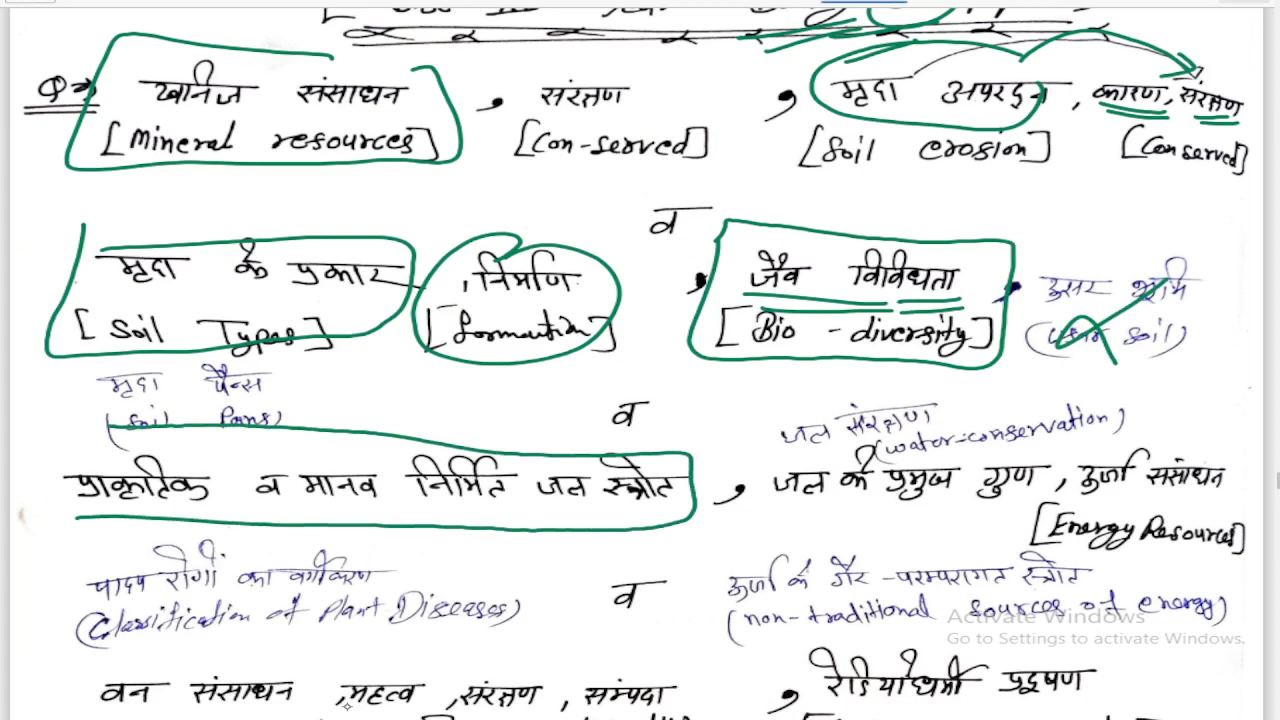 Q⇒ खनिज संसाधन , संरक्षण , मृदा अपरदन , कारण, संरक्षण
[Mineral resources] [Con-served] [Soil erosion] [Conserved]
व
मृदा के प्रकार , निर्माण , जैव विविधता , ऊसर भूमि
[Soil Types] [formation] [Bio-diversity] (User Soil)
मृदा पैन्स
(Soil Pans)
व
जल संरक्षण
(water-conservation)
प्राकृतिक व मानव निर्मित जल स्त्रोत , जल के प्रमुख गुण , ऊर्जा संसाधन
[Energy Resources]
पादप रोगों का वर्गीकरण
(Classification of Plant Diseases)
व
ऊर्जा के गैर-परम्परागत स्त्रोत
(non-traditional sources of energy)
Activate Windows
Go to Settings to activate Windows.
वन संसाधन , महत्व , संरक्षण , सम्पदा , रेडियोधर्मी प्रदूषण